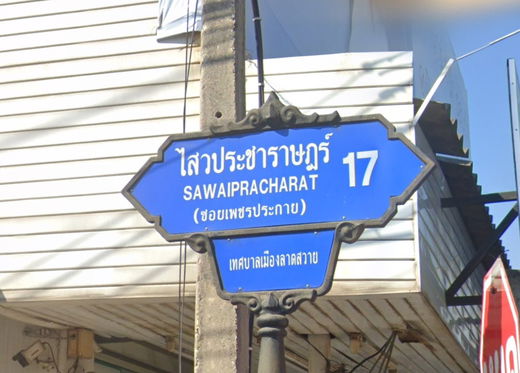 ไสวประชาราษฎร์ 17
SAWAIPRACHARAT
(ซอยเพชรประกาย)
เทศบาลเมืองลาดสวาย